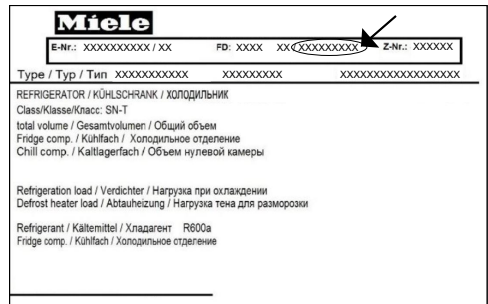 Miele
E-Nr.: XXXXXXXXXX / XX FD: XXXX XX XXXXXXXXX Z-Nr.: XXXXXX
Type / Typ / Тип XXXXXXXXXXX XXXXXXXXX XXXXXXXXXXXXXXXXXX
REFRIGERATOR / KÜHLSCHRANK / ХОЛОДИЛЬНИК
Class/Klasse/Класс: SN-T
total volume / Gesamtvolumen / Общий объем
Fridge comp. / Kühlfach / Холодильное отделение
Chill comp. / Kaltlagerfach / Объем нулевой камеры
Refrigeration load / Verdichter / Нагрузка при охлаждении
Defrost heater load / Abtauheizung / Нагрузка тена для разморозки
Refrigerant / Kältemittel / Хладагент R600a
Fridge comp. / Kühlfach / Холодильное отделение